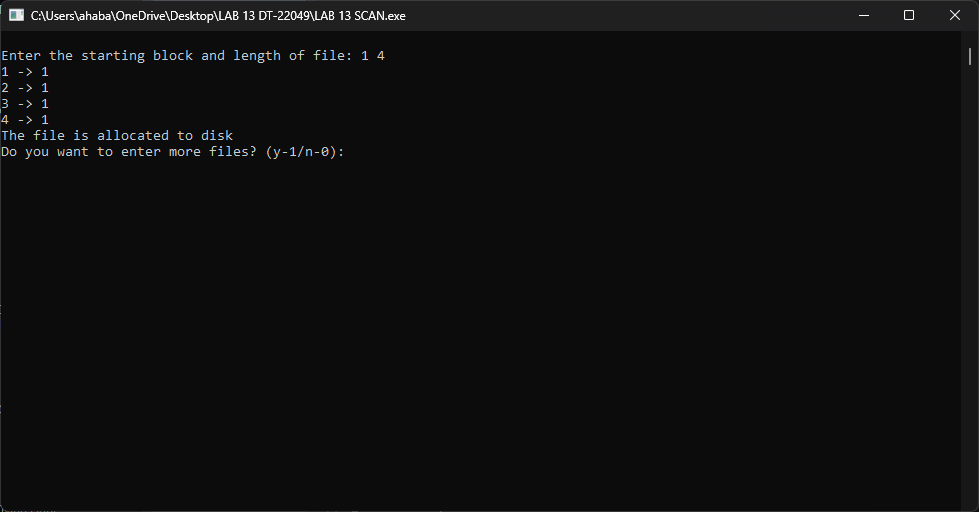 C:\Users\ahaba\OneDrive\Desktop\LAB 13 DT-22049\LAB 13 SCAN.exe
Enter the starting block and length of file: 1 4
1 -> 1
2 -> 1
3 -> 1
4 -> 1
The file is allocated to disk
Do you want to enter more files? (y-1/n-0):